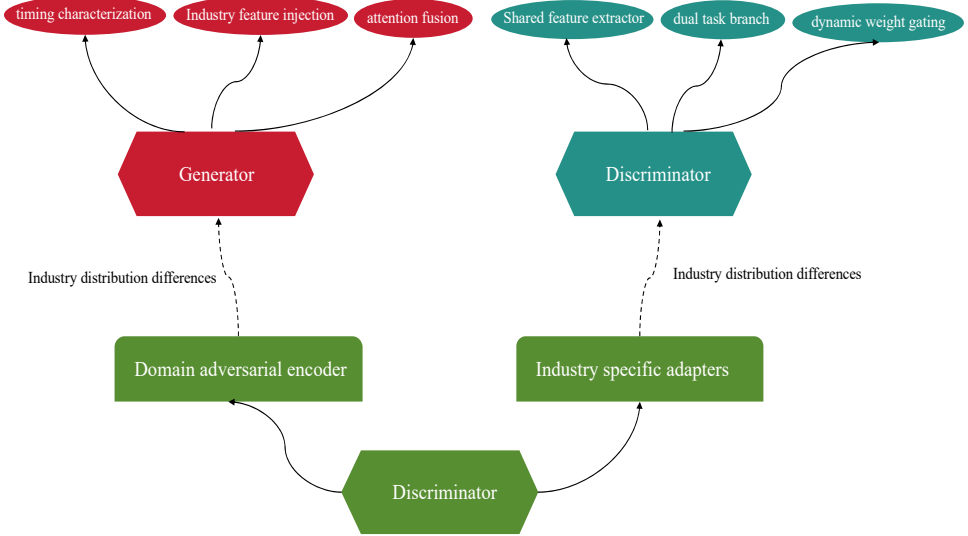 timing characterization
Industry feature injection
attention fusion
Shared feature extractor
dual task branch
dynamic weight gating
Generator
Discriminator
Industry distribution differences
Industry distribution differences
Domain adversarial encoder
Industry specific adapters
Discriminator